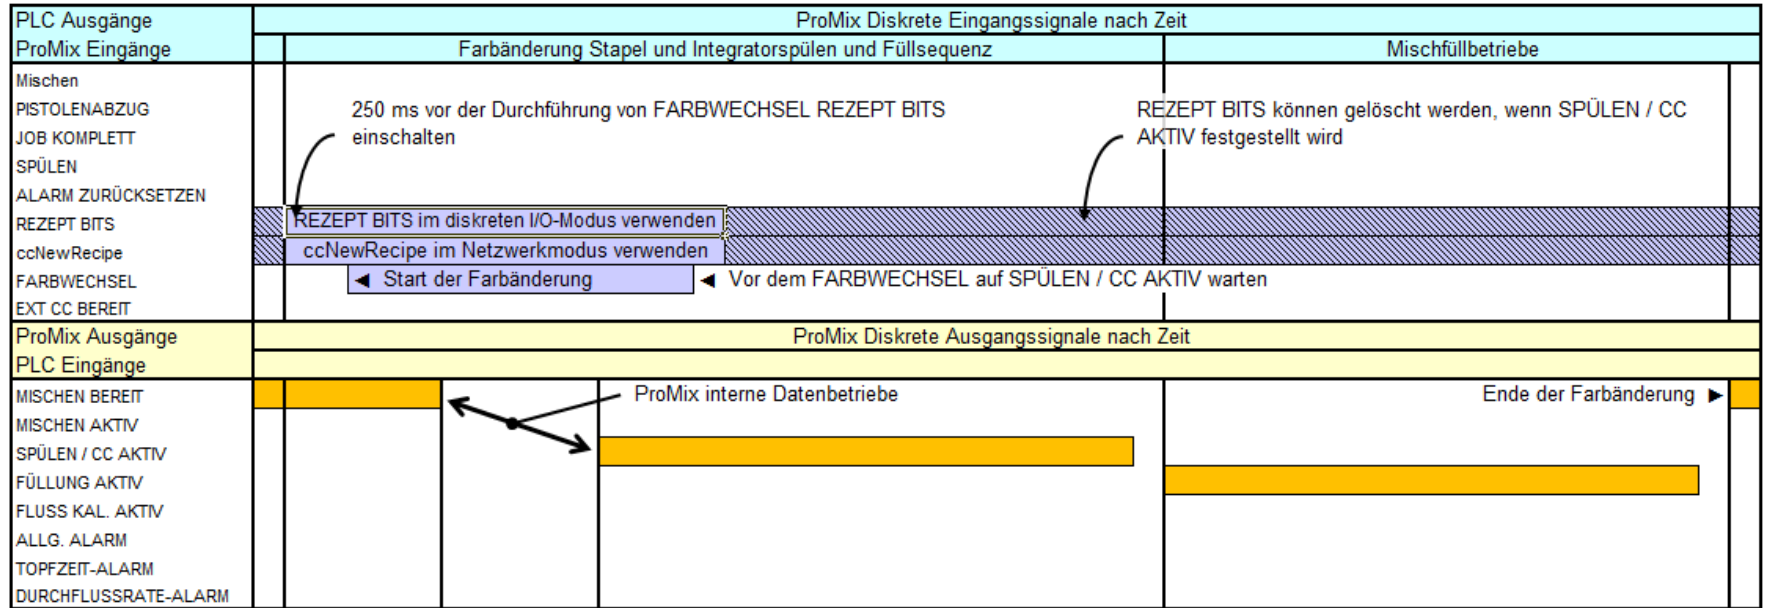 PLC Ausgänge
ProMix Diskrete Eingangssignale nach Zeit
ProMix Eingänge
Farbänderung Stapel und Integratorspülen und Füllsequenz
Mischfüllbetriebe
Mischen
PISTOLENABZUG
250 ms vor der Durchführung von FARBWECHSEL REZEPT BITS
einschalten
REZEPT BITS können gelöscht werden, wenn SPÜLEN / CC
AKTIV festgestellt wird
JOB KOMPLETT
SPÜLEN
ALARM ZURÜCKSETZEN
REZEPT BITS
REZEPT BITS im diskreten I/O-Modus verwenden
ccNewRecipe
ccNewRecipe im Netzwerkmodus verwenden
FARBWECHSEL
◄ Start der Farbänderung
◄ Vor dem FARBWECHSEL auf SPÜLEN / CC AKTIV warten
EXT CC BEREIT
ProMix Ausgänge
ProMix Diskrete Ausgangssignale nach Zeit
PLC Eingänge
MISCHEN BEREIT
ProMix interne Datenbetriebe
Ende der Farbänderung ►
MISCHEN AKTIV
SPÜLEN / CC AKTIV
FÜLLUNG AKTIV
FLUSS KAL. AKTIV
ALLG. ALARM
TOPFZEIT-ALARM
DURCHFLUSSRATE-ALARM